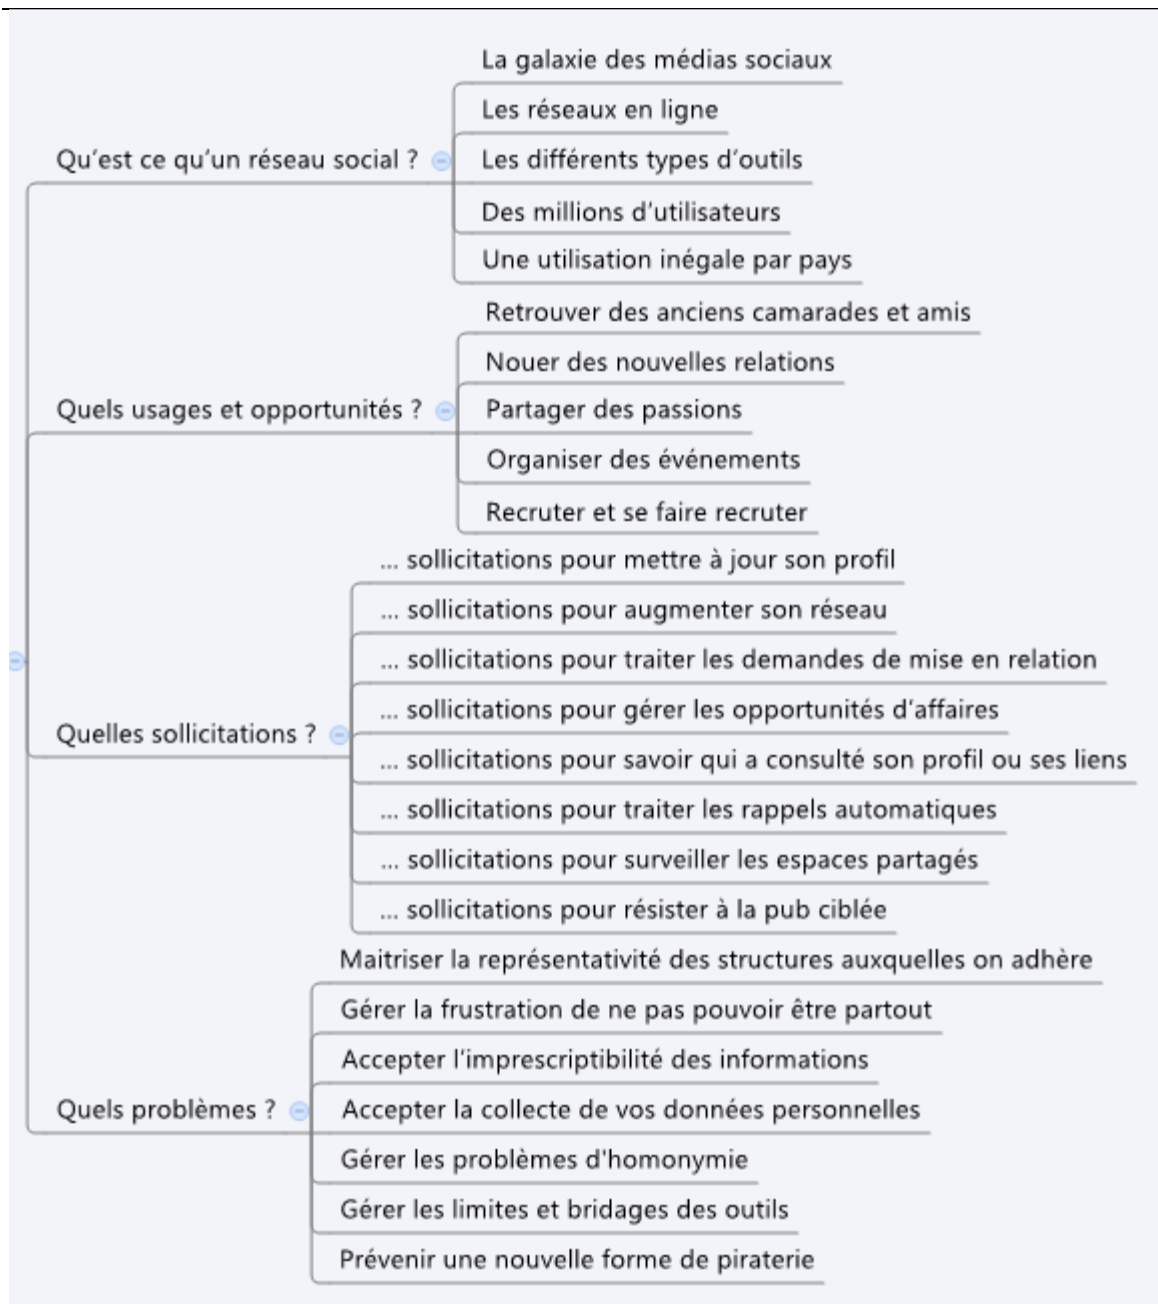 La galaxie des médias sociaux
Les réseaux en ligne
Qu'est ce qu'un réseau social ?
Les différents types d'outils
Des millions d'utilisateurs
Une utilisation inégale par pays
Retrouver des anciens camarades et amis
Nouer des nouvelles relations
Quels usages et opportunités ?
Partager des passions
Organiser des événements
Recruter et se faire recruter
... sollicitations pour mettre à jour son profil
... sollicitations pour augmenter son réseau
... sollicitations pour traiter les demandes de mise en relation
... sollicitations pour gérer les opportunités d'affaires
Quelles sollicitations ?
... sollicitations pour savoir qui a consulté son profil ou ses liens
... sollicitations pour traiter les rappels automatiques
... sollicitations pour surveiller les espaces partagés
... sollicitations pour résister à la pub ciblée
Maitriser la représentativité des structures auxquelles on adhère
Gérer la frustration de ne pas pouvoir être partout
Accepter l'imprescriptibilité des informations
Quels problèmes ?
Accepter la collecte de vos données personnelles
Gérer les problèmes d'homonymie
Gérer les limites et bridages des outils
Prévenir une nouvelle forme de piraterie